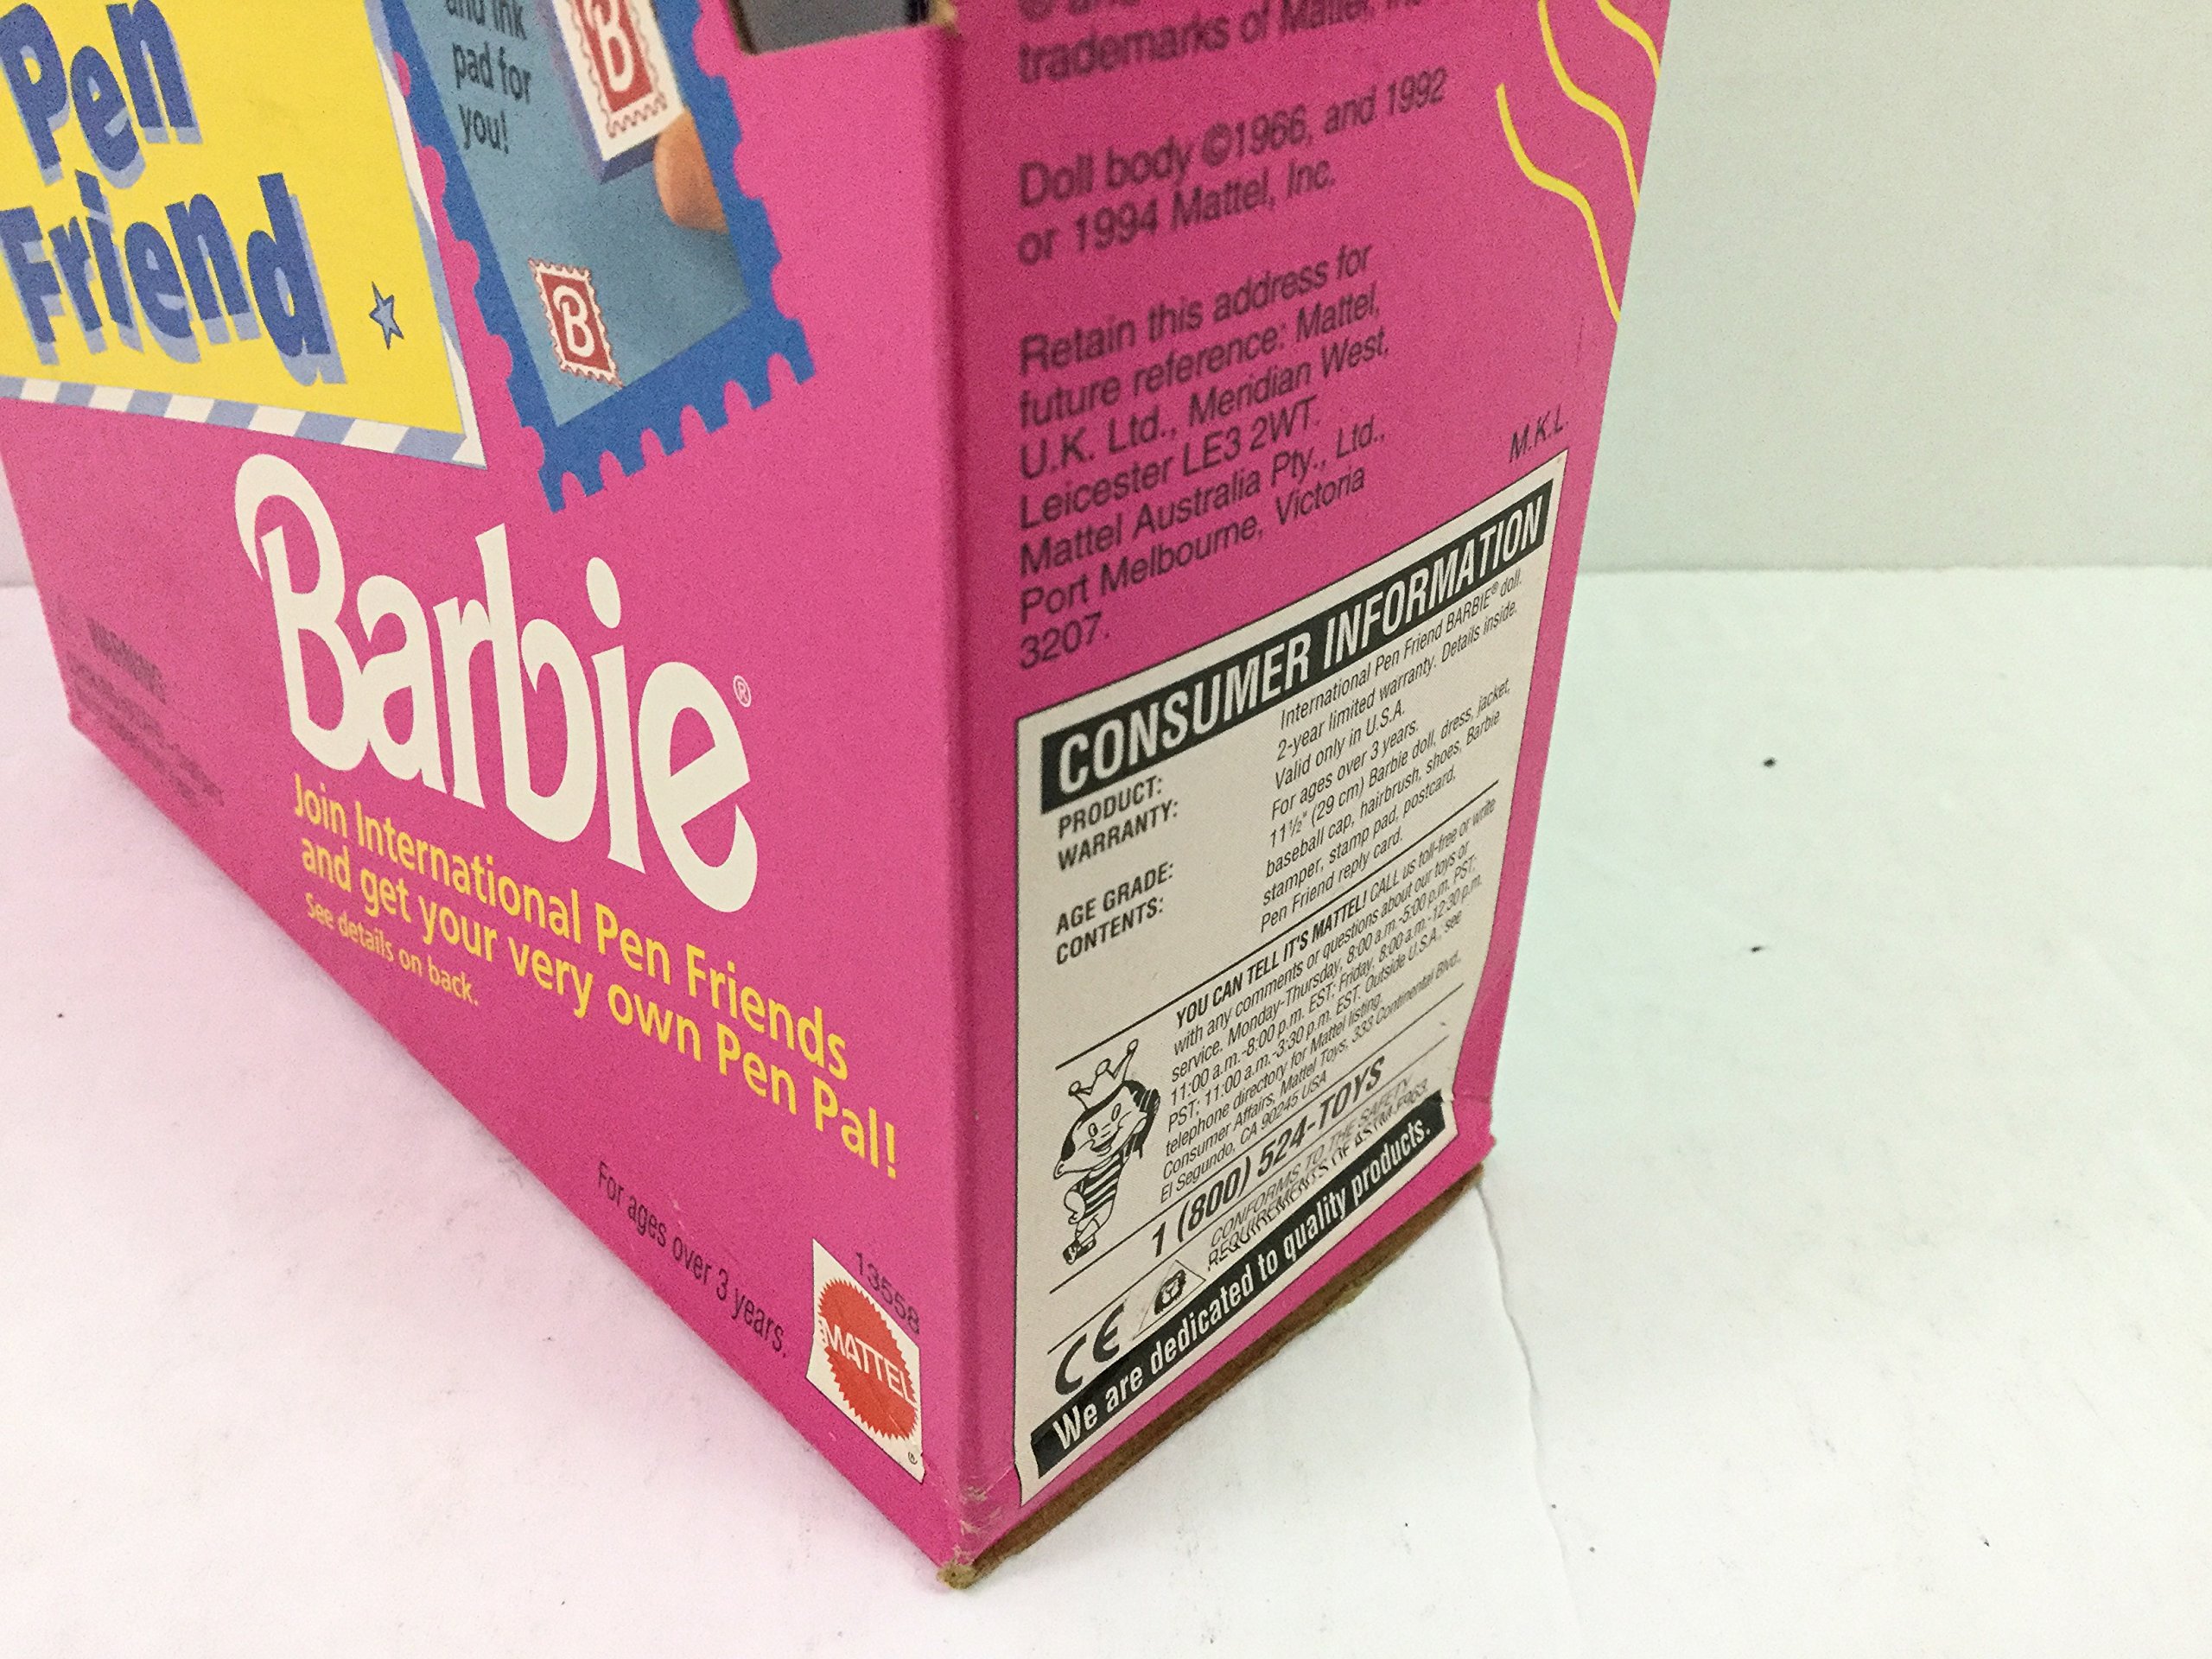 Pen
Friend
and ink
pad for
you!
B
B
Barbie®
Join International Pen Friends
and get your very own Pen Pal!
See details on back.
WARNING
For ages over 3 years.
13558
MATTEL
®
trademarks of Mattel,
Doll body ©1966, and 1992
or 1994 Mattel, Inc.
Retain this address for
future reference: Mattel,
U.K. Ltd., Meridian West,
Leicester LE3 2WT.
Mattel Australia Pty., Ltd.,
Port Melbourne, Victoria
3207.
M.K.L.
CONSUMER INFORMATION
PRODUCT: International Pen Friend BARBIE® doll.
WARRANTY: 2-year limited warranty. Details inside.
Valid only in U.S.A.
AGE GRADE: For ages over 3 years.
CONTENTS: 11½" (29 cm) Barbie doll, dress, jacket,
baseball cap, hairbrush, shoes, Barbie
stamper, stamp pad, postcard,
Pen Friend reply card.
YOU CAN TELL IT'S MATTEL! CALL us toll-free or write
with any comments or questions about our toys or
service. Monday-Thursday, 8:00 a.m.-5:00 p.m. PST;
11:00 a.m.-8:00 p.m. EST; Friday, 8:00 a.m.-12:30 p.m.
PST; 11:00 a.m.-3:30 p.m. EST. Outside U.S.A., see
telephone directory for Mattel listing.
Consumer Affairs, Mattel Toys, 333 Continental Blvd.,
El Segundo, CA 90245 USA
1 (800) 524-TOYS
CONFORMS TO THE SAFETY
REQUIREMENTS OF ASTM F963.
CE
We are dedicated to quality products.